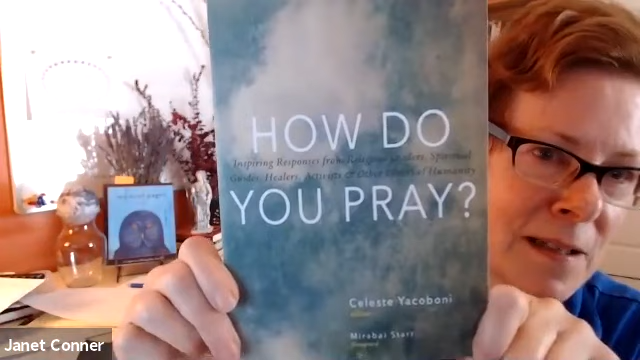 HOW DO
Inspiring Responses from Religious Leaders, Spiritual
Guides, Healers, Activists & Other Lovers of Humanity
YOU PRAY?
Celeste Yacoboni
Mirabai Starr
Janet Conner